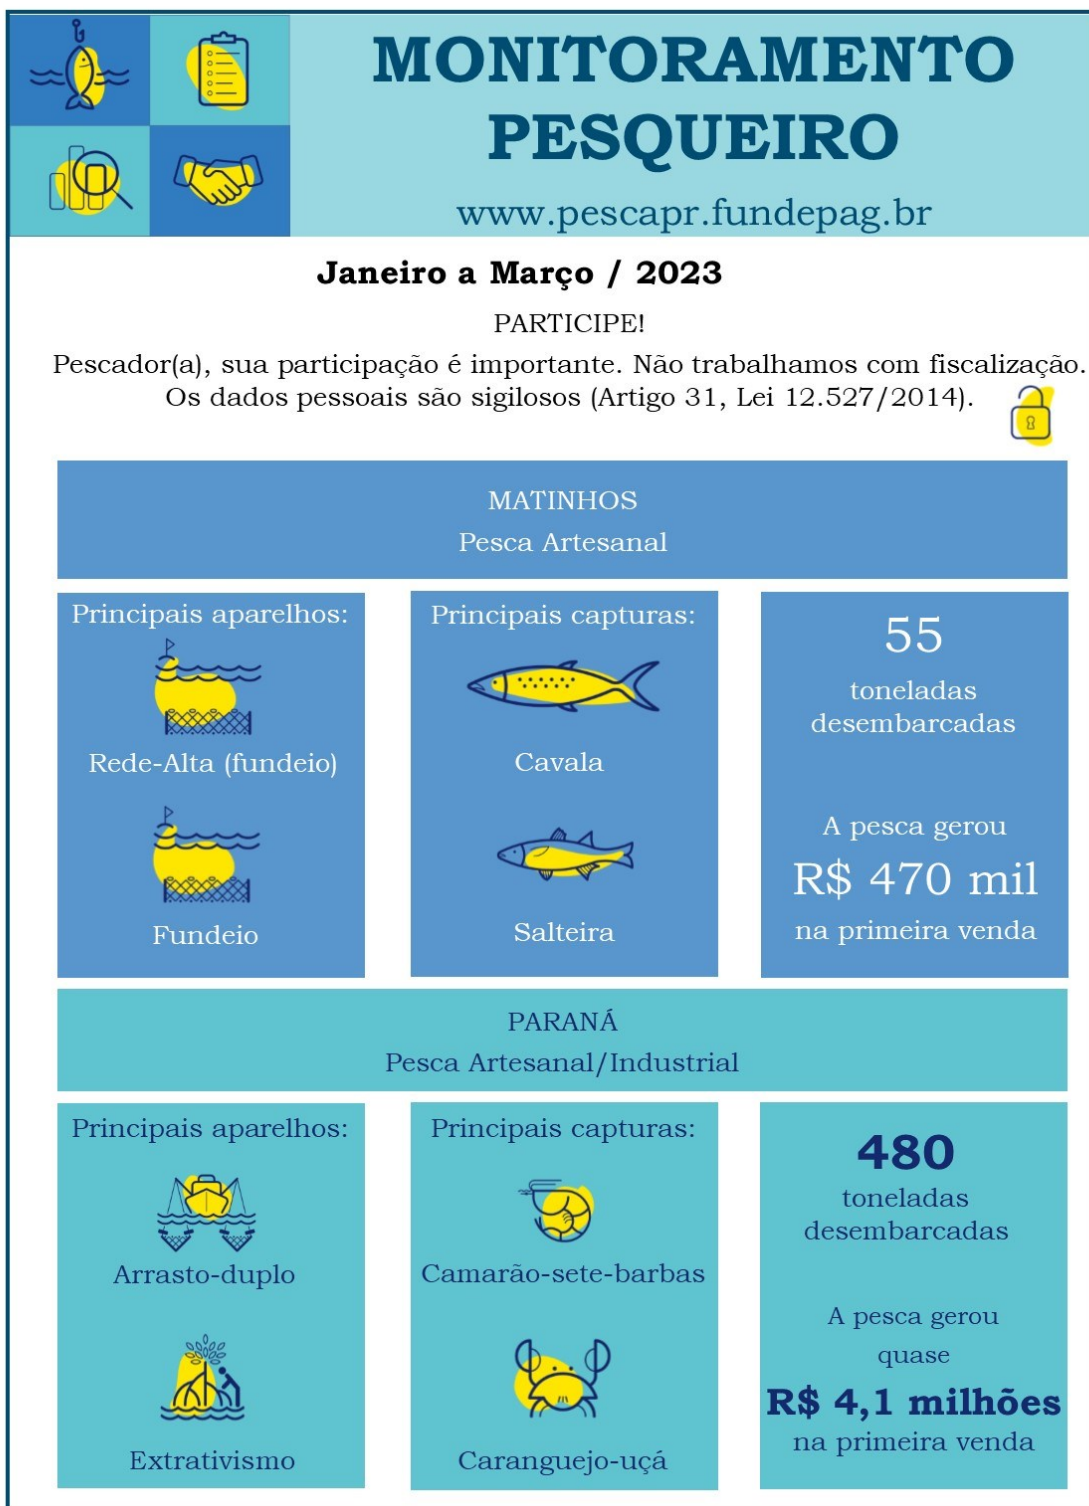 MONITORAMENTO
PESQUEIRO
www.pescapr.fundepag.br
Janeiro a Março / 2023
PARTICIPE!
Pescador(a), sua participação é importante. Não trabalhamos com fiscalização.
Os dados pessoais são sigilosos (Artigo 31, Lei 12.527/2014).
MATINHOS
Pesca Artesanal
Principais aparelhos:
Rede-Alta (fundeio)
Fundeio
Principais capturas:
Cavala
Salteira
55
toneladas
desembarcadas
A pesca gerou
R$ 470 mil
na primeira venda
PARANÁ
Pesca Artesanal/Industrial
Principais aparelhos:
Arrasto-duplo
Extrativismo
Principais capturas:
Camarão-sete-barbas
Caranguejo-uçá
480
toneladas
desembarcadas
A pesca gerou
quase
R$ 4,1 milhões
na primeira venda